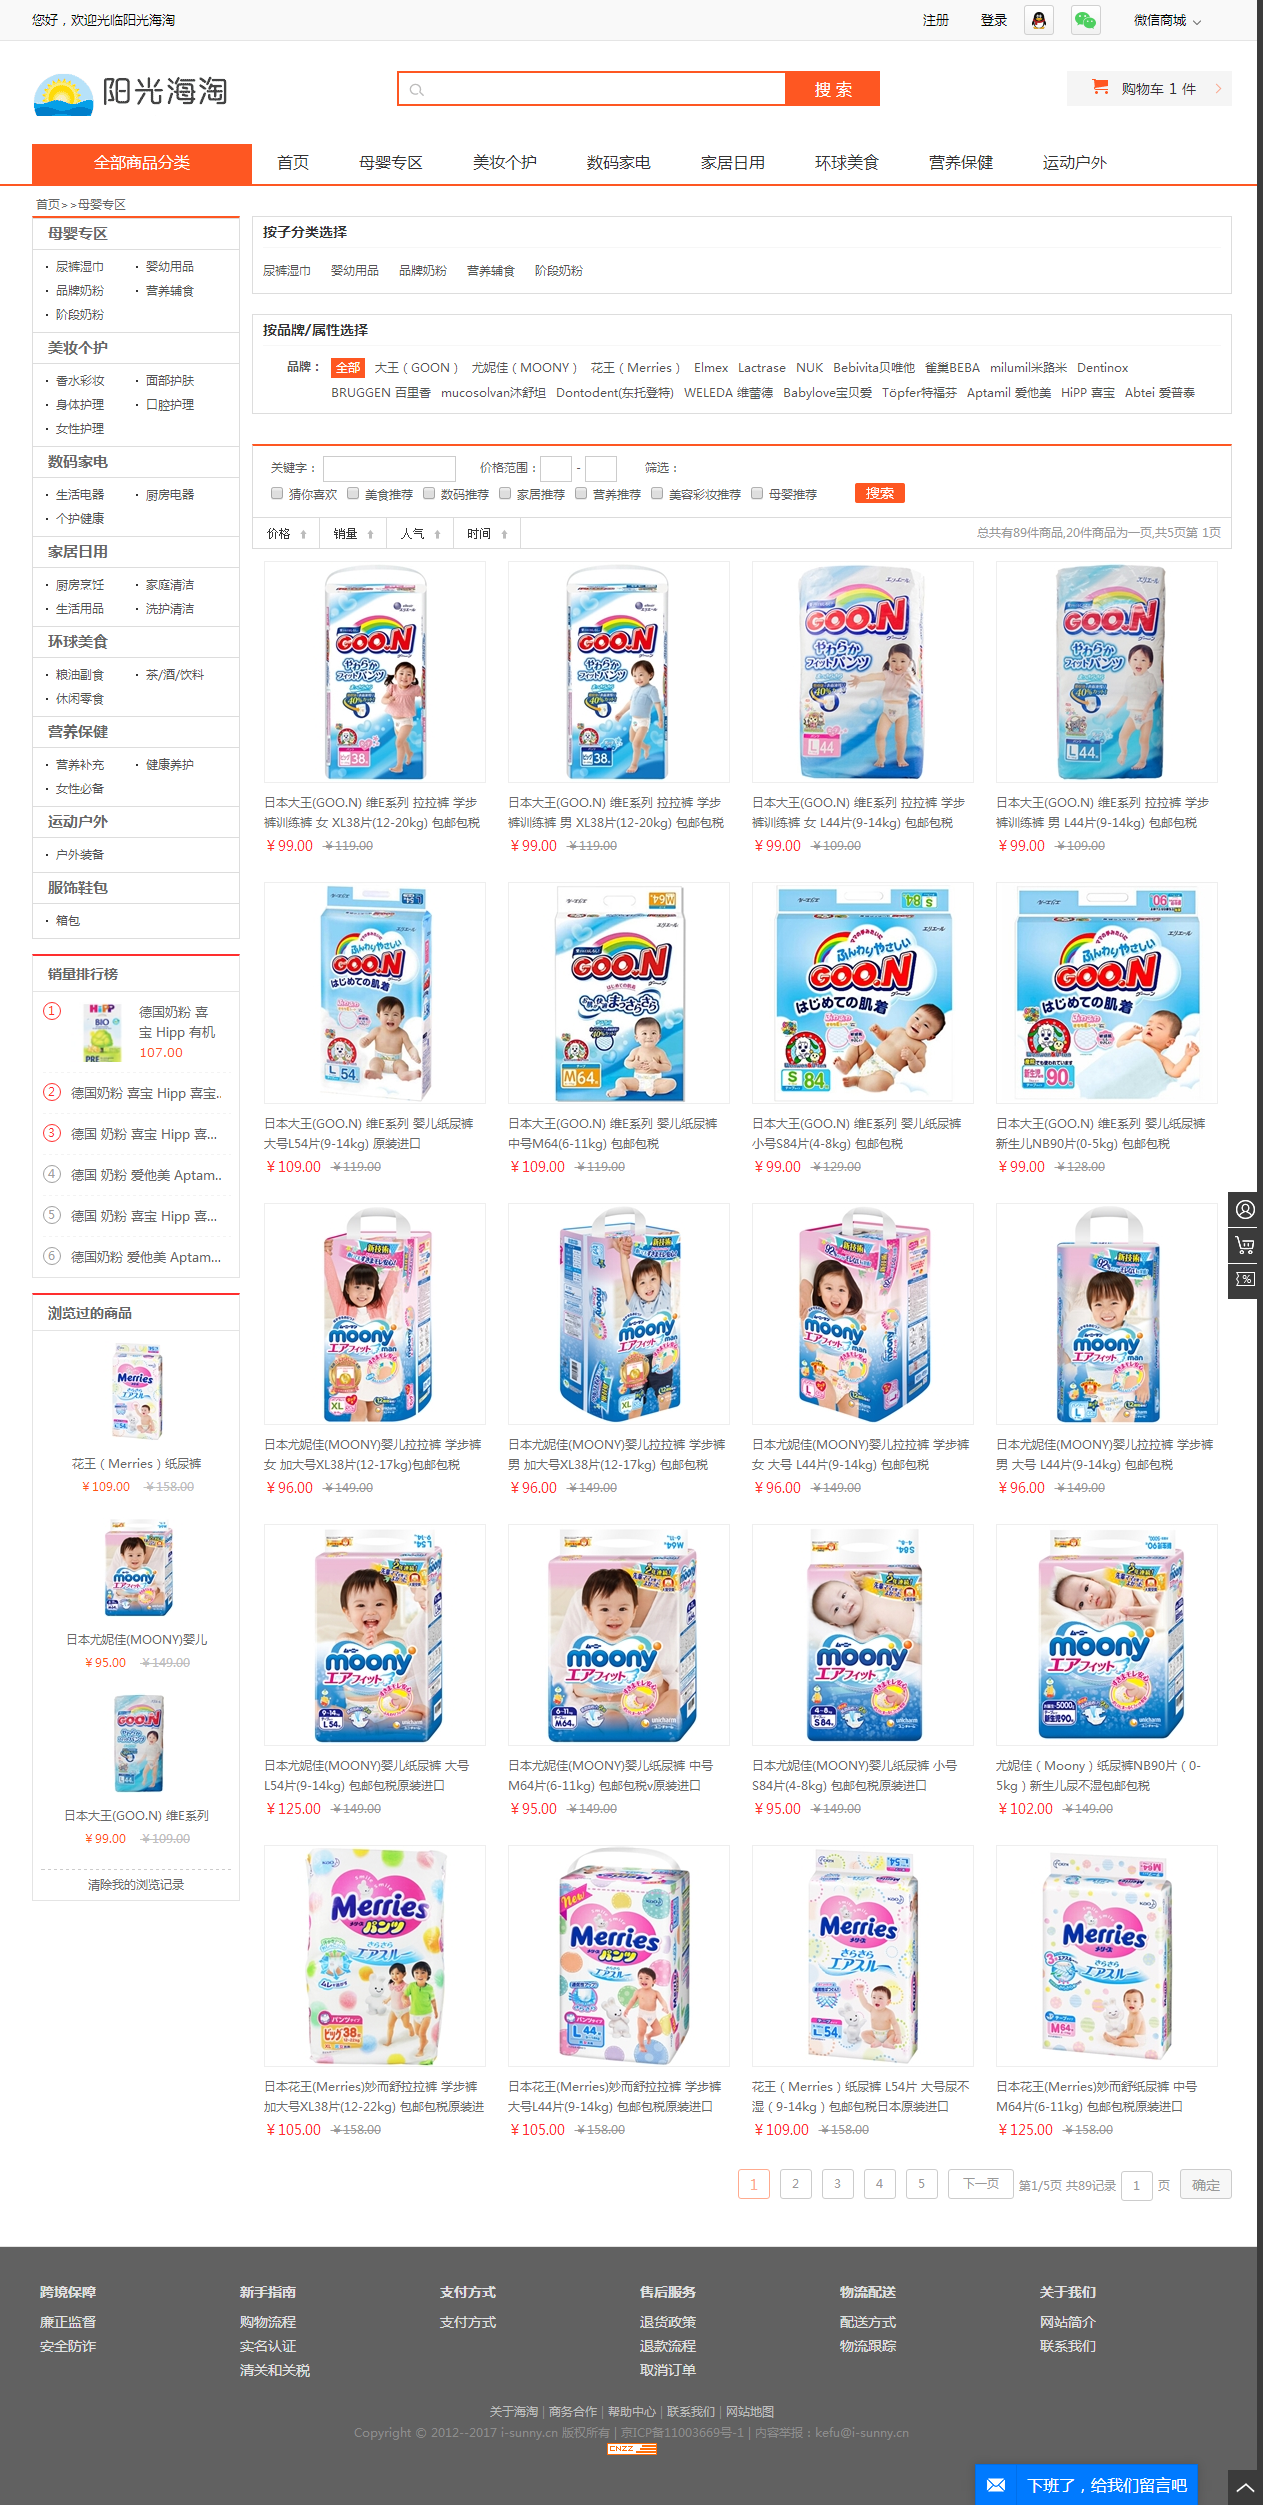 您好，欢迎光临阳光海淘
注册 登录 微信商城
阳光海淘
搜 索
购物车 1 件
全部商品分类 首页 母婴专区 美妆个护 数码家电 家居日用 环球美食 营养保健 运动户外
首页>>母婴专区
母婴专区
尿裤湿巾 婴幼用品
品牌奶粉 营养辅食
阶段奶粉
美妆个护
香水彩妆 面部护肤
身体护理 口腔护理
女性护理
数码家电
生活电器 厨房电器
个护健康
家居日用
厨房烹饪 家庭清洁
生活用品 洗护清洁
环球美食
粮油副食 茶/酒/饮料
休闲零食
营养保健
营养补充 健康养护
女性必备
运动户外
户外装备
服饰鞋包
箱包
销量排行榜
1 德国奶粉 喜
宝 Hipp 有机
107.00
2 德国奶粉 喜宝 Hipp 喜宝..
3 德国 奶粉 喜宝 Hipp 喜...
4 德国 奶粉 爱他美 Aptam..
5 德国 奶粉 喜宝 Hipp 喜...
6 德国奶粉 爱他美 Aptam...
浏览过的商品
花王（Merries）纸尿裤
￥109.00 ￥158.00
日本尤妮佳(MOONY)婴儿
￥95.00 ￥149.00
日本大王(GOO.N) 维E系列
￥99.00 ￥109.00
清除我的浏览记录
按子分类选择
尿裤湿巾 婴幼用品 品牌奶粉 营养辅食 阶段奶粉
按品牌/属性选择
品牌： 全部 大王（GOON） 尤妮佳（MOONY） 花王（Merries） Elmex Lactrase NUK Bebivita贝唯他 雀巢BEBA milumil米路米 Dentinox
BRUGGEN 百里香 mucosolvan沐舒坦 Dontodent(东托登特) WELEDA 维蕾德 Babylove宝贝爱 Töpfer特福芬 Aptamil 爱他美 HiPP 喜宝 Abtei 爱普泰
关键字： 价格范围： - 筛选：
猜你喜欢 美食推荐 数码推荐 家居推荐 营养推荐 美容彩妆推荐 母婴推荐 搜索
价格 销量 人气 时间 总共有89件商品,20件商品为一页,共5页第 1页
日本大王(GOO.N) 维E系列 拉拉裤 学步
裤训练裤 女 XL38片(12-20kg) 包邮包税
￥99.00 ￥119.00
日本大王(GOO.N) 维E系列 拉拉裤 学步
裤训练裤 男 XL38片(12-20kg) 包邮包税
￥99.00 ￥119.00
日本大王(GOO.N) 维E系列 拉拉裤 学步
裤训练裤 女 L44片(9-14kg) 包邮包税
￥99.00 ￥109.00
日本大王(GOO.N) 维E系列 拉拉裤 学步
裤训练裤 男 L44片(9-14kg) 包邮包税
￥99.00 ￥109.00
日本大王(GOO.N) 维E系列 婴儿纸尿裤
大号L54片(9-14kg) 原装进口
￥109.00 ￥119.00
日本大王(GOO.N) 维E系列 婴儿纸尿裤
中号M64(6-11kg) 包邮包税
￥109.00 ￥119.00
日本大王(GOO.N) 维E系列 婴儿纸尿裤
小号S84片(4-8kg) 包邮包税
￥99.00 ￥129.00
日本大王(GOO.N) 维E系列 婴儿纸尿裤
新生儿NB90片(0-5kg) 包邮包税
￥99.00 ￥128.00
日本尤妮佳(MOONY)婴儿拉拉裤 学步裤
女 加大号XL38片(12-17kg)包邮包税
￥96.00 ￥149.00
日本尤妮佳(MOONY)婴儿拉拉裤 学步裤
男 加大号XL38片(12-17kg) 包邮包税
￥96.00 ￥149.00
日本尤妮佳(MOONY)婴儿拉拉裤 学步裤
女 大号 L44片(9-14kg) 包邮包税
￥96.00 ￥149.00
日本尤妮佳(MOONY)婴儿拉拉裤 学步裤
男 大号 L44片(9-14kg) 包邮包税
￥96.00 ￥149.00
日本尤妮佳(MOONY)婴儿纸尿裤 大号
L54片(9-14kg) 包邮包税原装进口
￥125.00 ￥149.00
日本尤妮佳(MOONY)婴儿纸尿裤 中号
M64片(6-11kg) 包邮包税v原装进口
￥95.00 ￥149.00
日本尤妮佳(MOONY)婴儿纸尿裤 小号
S84片(4-8kg) 包邮包税原装进口
￥95.00 ￥149.00
尤妮佳（Moony）纸尿裤NB90片（0-
5kg）新生儿尿不湿包邮包税
￥102.00 ￥149.00
日本花王(Merries)妙而舒拉拉裤 学步裤
加大号XL38片(12-22kg) 包邮包税原装进
￥105.00 ￥158.00
日本花王(Merries)妙而舒拉拉裤 学步裤
大号L44片(9-14kg) 包邮包税原装进口
￥105.00 ￥158.00
花王（Merries）纸尿裤 L54片 大号尿不
湿（9-14kg）包邮包税日本原装进口
￥109.00 ￥158.00
日本花王(Merries)妙而舒纸尿裤 中号
M64片(6-11kg) 包邮包税原装进口
￥125.00 ￥158.00
1 2 3 4 5 下一页 第1/5页 共89记录 1 页 确定
跨境保障 新手指南 支付方式 售后服务 物流配送 关于我们
廉正监督 购物流程 支付方式 退货政策 配送方式 网站简介
安全防诈 实名认证 退款流程 物流跟踪 联系我们
清关和关税 取消订单
关于海淘 | 商务合作 | 帮助中心 | 联系我们 | 网站地图
Copyright © 2012--2017 i-sunny.cn 版权所有 | 京ICP备11003669号-1 | 内容举报：kefu@i-sunny.cn
CNZZ
下班了，给我们留言吧